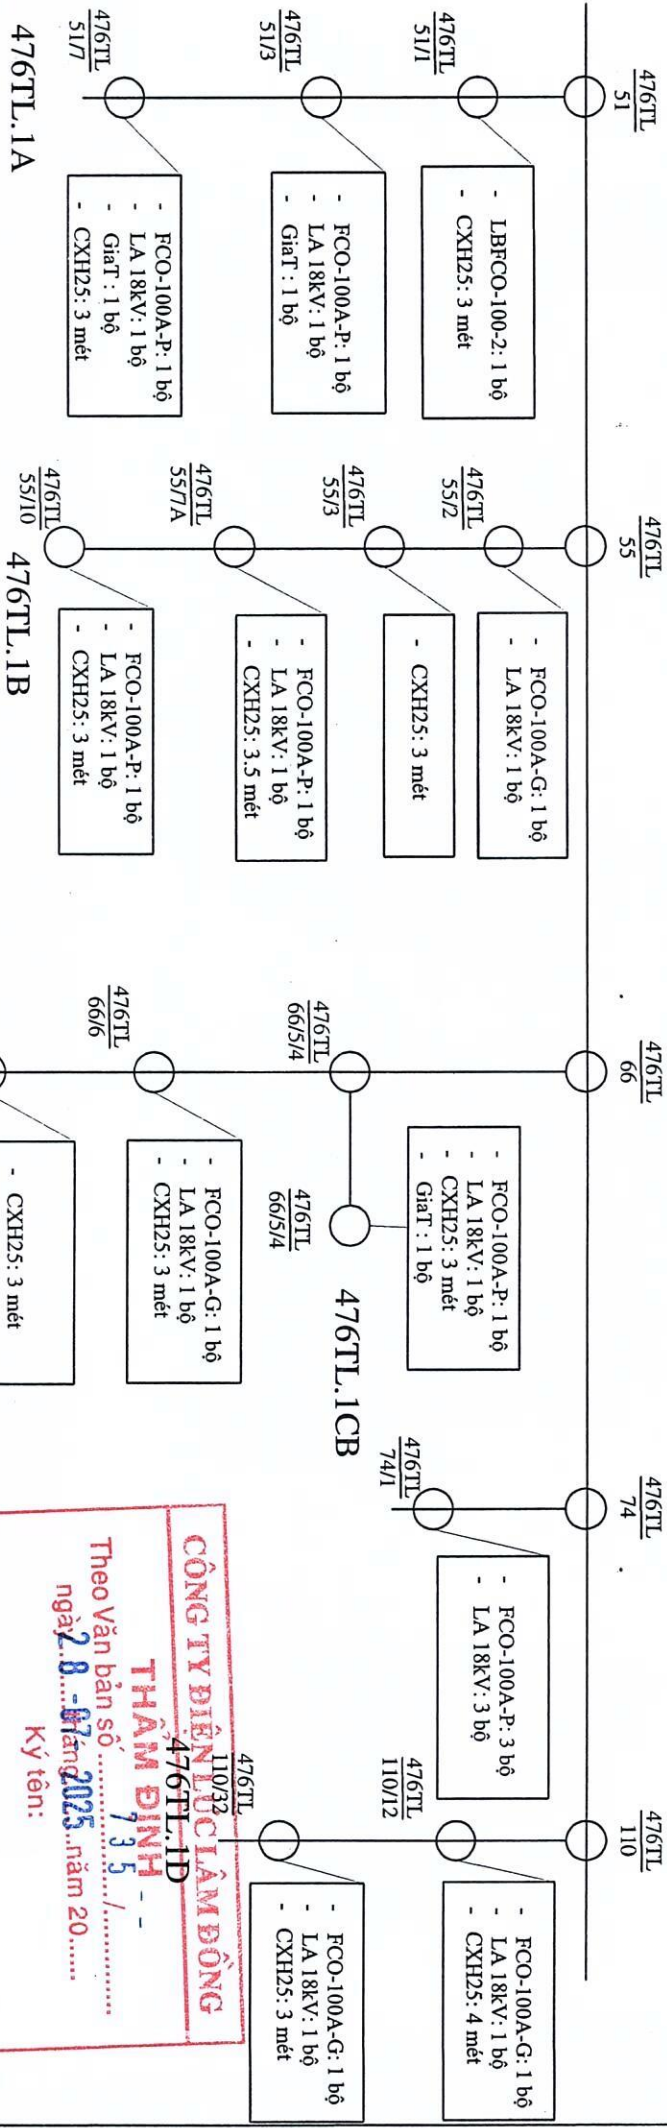 476TL
51
476TL
51/1
- LBFCO-100-2: 1 bộ
- CXH25: 3 mét
476TL
51/3
- FCO-100A-P: 1 bộ
- LA 18kV: 1 bộ
- GiaT : 1 bộ
476TL
51/7
- FCO-100A-P: 1 bộ
- LA 18kV: 1 bộ
- GiaT : 1 bộ
- CXH25: 3 mét
476TL.1A
476TL
55
476TL
55/2
- FCO-100A-G: 1 bộ
- LA 18kV: 1 bộ
476TL
55/3
- CXH25: 3 mét
476TL
55/7A
- FCO-100A-P: 1 bộ
- LA 18kV: 1 bộ
- CXH25: 3.5 mét
476TL
55/10
- FCO-100A-P: 1 bộ
- LA 18kV: 1 bộ
- CXH25: 3 mét
476TL.1B
476TL
66
476TL
66/5/4
- FCO-100A-P: 1 bộ
- LA 18kV: 1 bộ
- CXH25: 3 mét
- GiaT : 1 bộ
476TL
66/5/4
476TL.1CB
476TL
66/6
- FCO-100A-G: 1 bộ
- LA 18kV: 1 bộ
- CXH25: 3 mét
- CXH25: 3 mét
476TL
74
476TL
74/1
- FCO-100A-P: 3 bộ
- LA 18kV: 3 bộ
476TL
110
476TL
110/12
- FCO-100A-G: 1 bộ
- LA 18kV: 1 bộ
- CXH25: 4 mét
476TL
110/32
- FCO-100A-G: 1 bộ
- LA 18kV: 1 bộ
- CXH25: 3 mét
476TL.1D
CÔNG TY ĐIỆN LỰC LÂM ĐỒNG
THẨM ĐỊNH
Theo Văn bản số 735 /
ngày 28 -07- 2025 năm 20......
Ký tên: